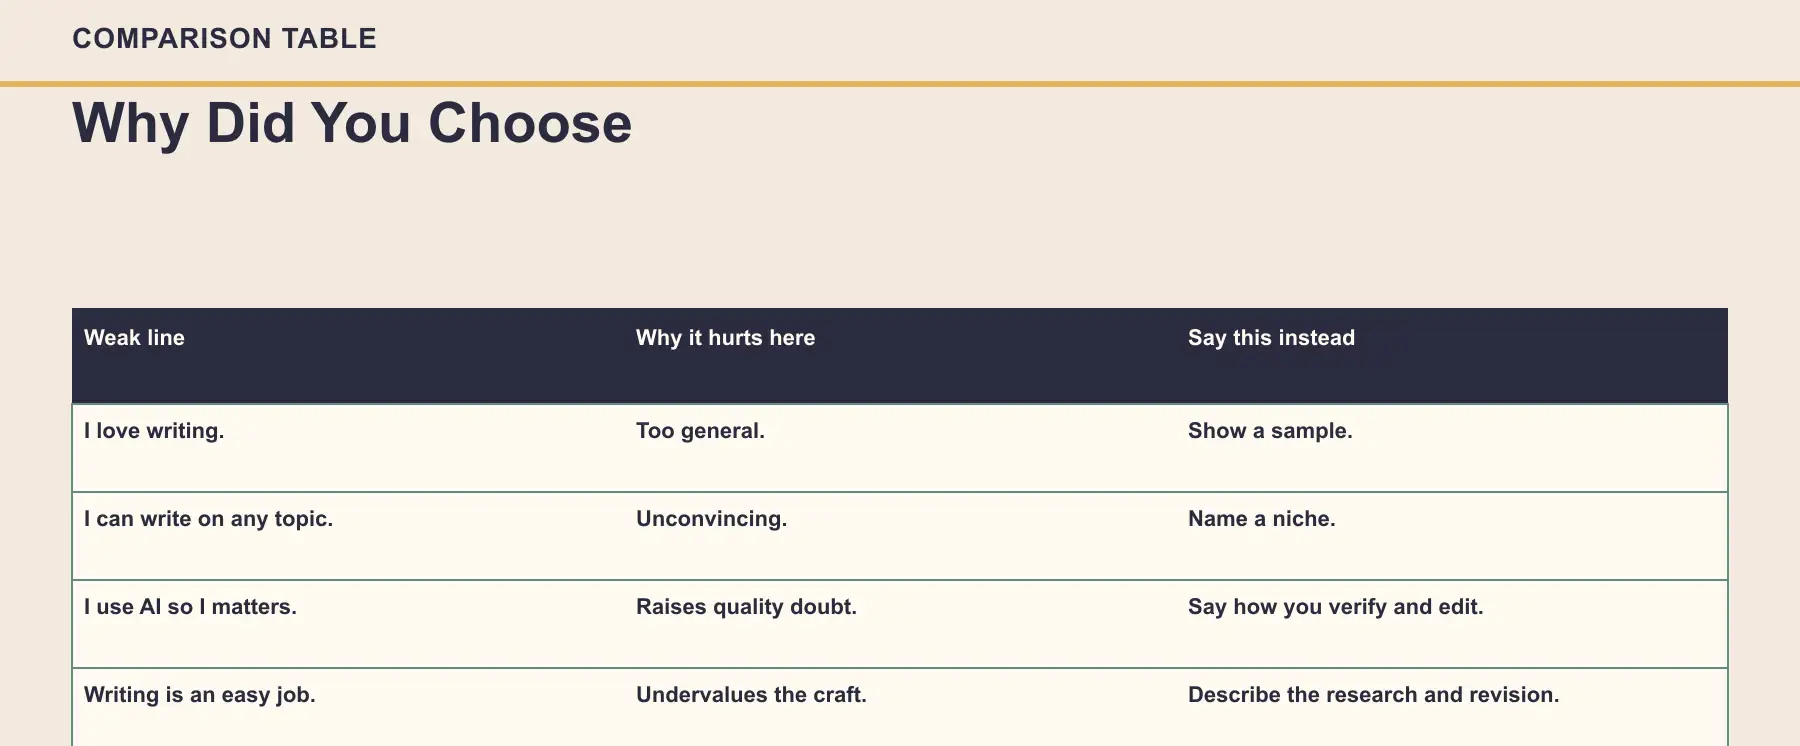 COMPARISON TABLE
Why Did You Choose
Weak line Why it hurts here Say this instead
I love writing. Too general. Show a sample.
I can write on any topic. Unconvincing. Name a niche.
I use AI so I matters. Raises quality doubt. Say how you verify and edit.
Writing is an easy job. Undervalues the craft. Describe the research and revision.